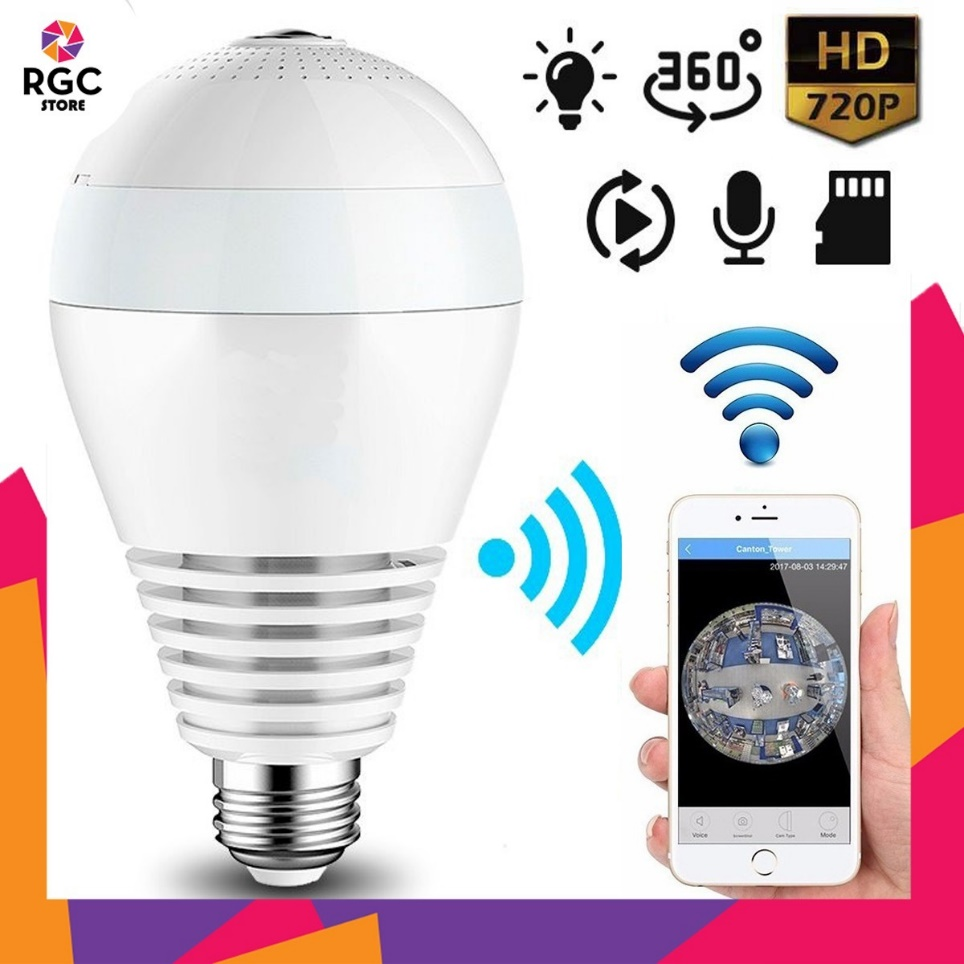 RGC
STORE
360°
HD
720P
Canton_Tower
2017-08-03 14:29:47
Voice
Screenshot
Cam Type
Mode